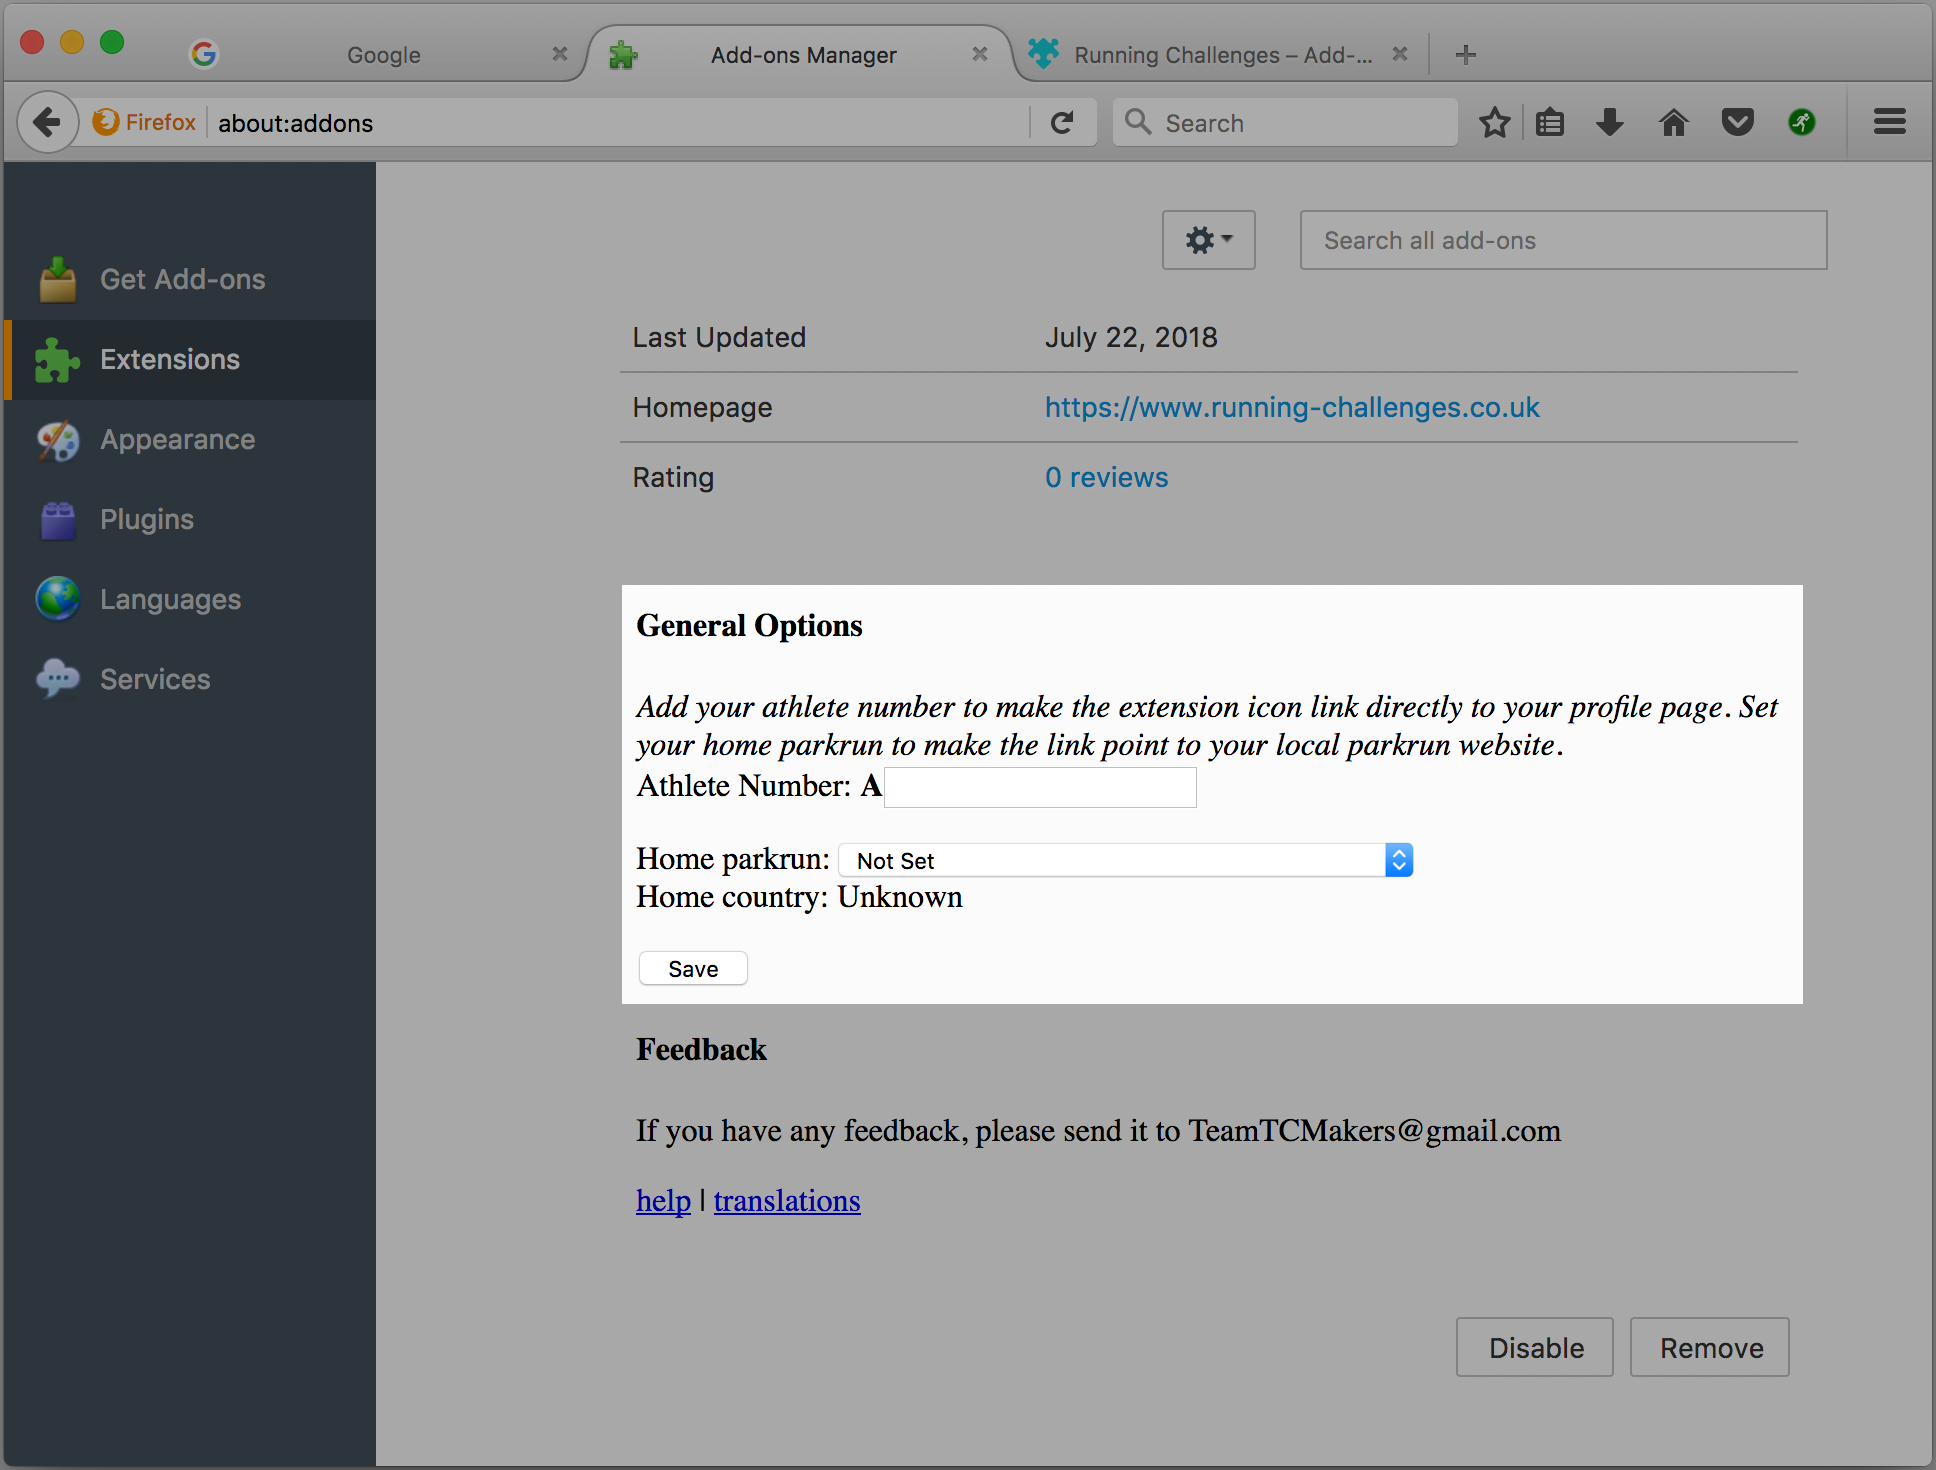 Google
Add-ons Manager
Running Challenges – Add-...
Firefox
about:addons
Search
Get Add-ons
Extensions
Appearance
Plugins
Languages
Services
Search all add-ons
Last Updated July 22, 2018
Homepage https://www.running-challenges.co.uk
Rating 0 reviews
General Options
Add your athlete number to make the extension icon link directly to your profile page. Set
your home parkrun to make the link point to your local parkrun website.
Athlete Number: A
Home parkrun: Not Set
Home country: Unknown
Save
Feedback
If you have any feedback, please send it to TeamTCMakers@gmail.com
help | translations
Disable Remove